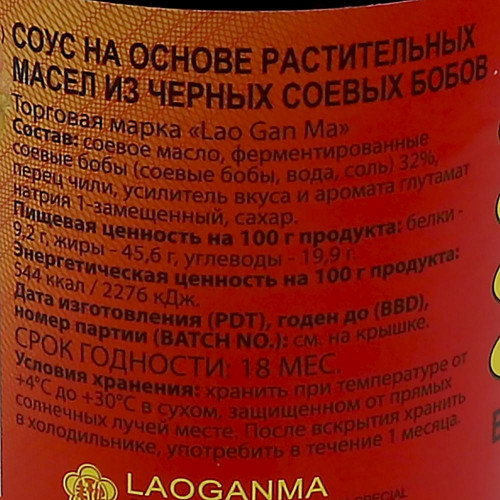 СОУС НА ОСНОВЕ РАСТИТЕЛЬНЫХ
МАСЕЛ ИЗ ЧЕРНЫХ СОЕВЫХ БОБОВ
Торговая марка «Lao Gan Ma»
Состав: соевое масло, ферментированные
соевые бобы (соевые бобы, вода, соль) 32%,
перец чили, усилитель вкуса и аромата глутамат
натрия 1-замещенный, сахар.
Пищевая ценность на 100 г продукта: белки -
9,2 г, жиры - 45,6 г, углеводы - 19,9 г.
Энергетическая ценность на 100 г продукта:
544 ккал / 2276 кДж.
Дата изготовления (PDT), годен до (BBD),
номер партии (BATCH NO.): см. на крышке.
СРОК ГОДНОСТИ: 18 МЕС.
Условия хранения: хранить при температуре от
+4°С до +30°С в сухом, защищенном от прямых
солнечных лучей месте. После вскрытия хранить
в холодильнике, употребить в течение 1 месяца.
LAOGANMA
SPECIAL